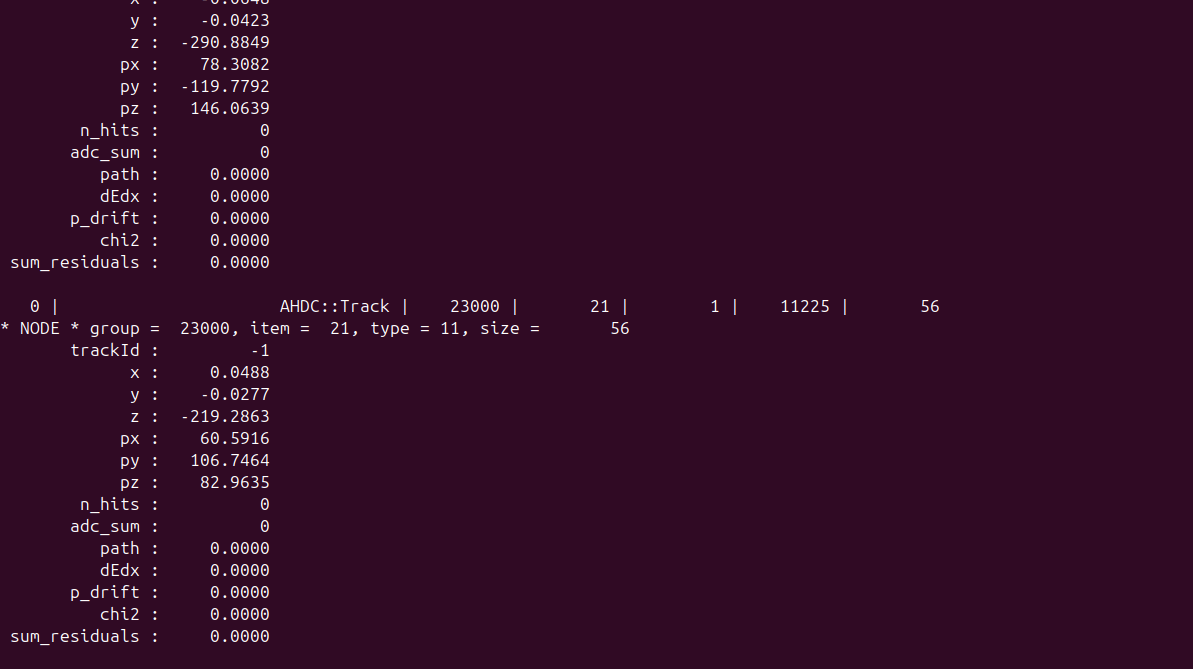 y : -0.0423
z : -290.8849
px : 78.3082
py : -119.7792
pz : 146.0639
n_hits : 0
adc_sum : 0
path : 0.0000
dEdx : 0.0000
p_drift : 0.0000
chi2 : 0.0000
sum_residuals : 0.0000
0 | AHDC::Track | 23000 | 21 | 1 | 11225 | 56
* NODE * group = 23000, item = 21, type = 11, size = 56
trackId : -1
x : 0.0488
y : -0.0277
z : -219.2863
px : 60.5916
py : 106.7464
pz : 82.9635
n_hits : 0
adc_sum : 0
path : 0.0000
dEdx : 0.0000
p_drift : 0.0000
chi2 : 0.0000
sum_residuals : 0.0000